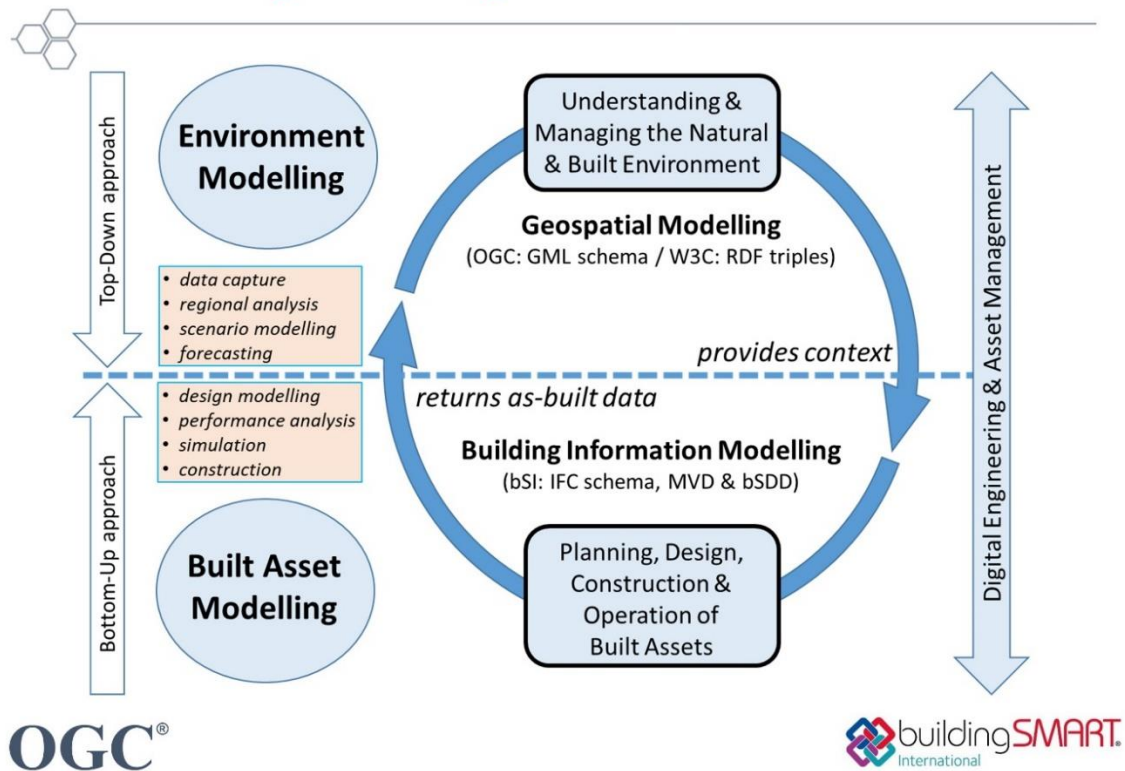 Top-Down approach
Environment
Modelling
• data capture
• regional analysis
• scenario modelling
• forecasting
Understanding &
Managing the Natural
& Built Environment
Geospatial Modelling
(OGC: GML schema / W3C: RDF triples)
provides context
returns as-built data
Building Information Modelling
(bSI: IFC schema, MVD & bSDD)
Planning, Design,
Construction &
Operation of
Built Assets
Bottom-Up approach
• design modelling
• performance analysis
• simulation
• construction
Built Asset
Modelling
Digital Engineering & Asset Management
OGC®
buildingSMART®
International